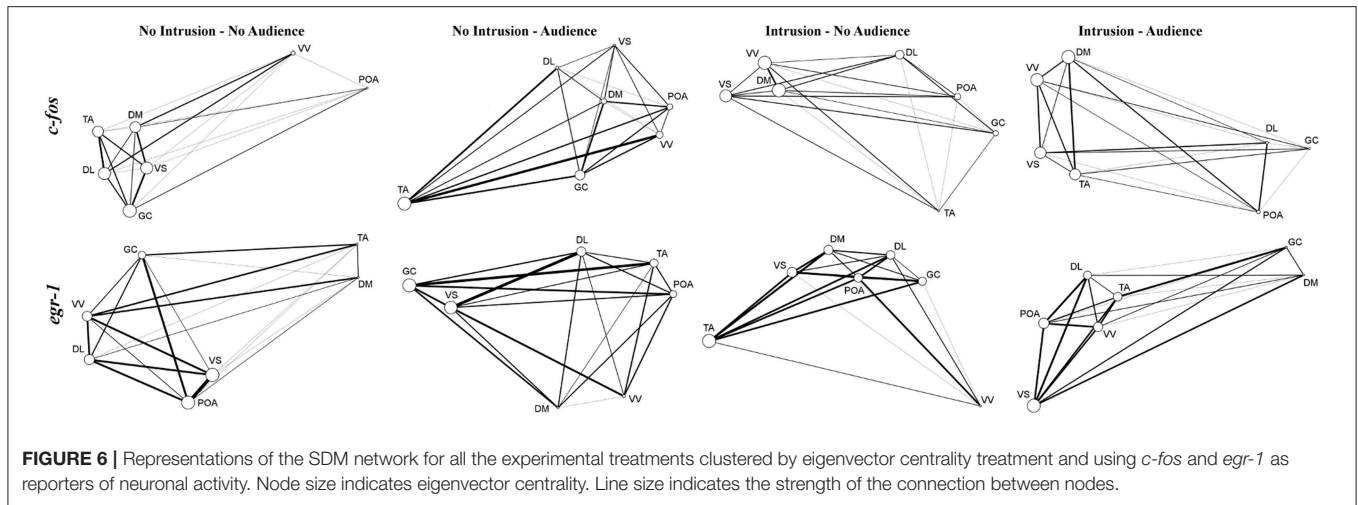 No Intrusion - No Audience
No Intrusion - Audience
Intrusion - No Audience
Intrusion - Audience
c-fos
VV
POA
TA
DM
DL
VS
GC
VS
DL
DM
POA
VV
GC
TA
VV
DL
VS
DM
POA
GC
TA
DM
VV
DL
GC
VS
TA
POA
egr-1
GC
TA
DM
VV
DL
VS
POA
DL
TA
GC
POA
VS
VV
DM
DM
DL
VS
GC
POA
TA
VV
GC
DL
DM
TA
POA
VV
VS
FIGURE 6 | Representations of the SDM network for all the experimental treatments clustered by eigenvector centrality treatment and using c-fos and egr-1 as
reporters of neuronal activity. Node size indicates eigenvector centrality. Line size indicates the strength of the connection between nodes.